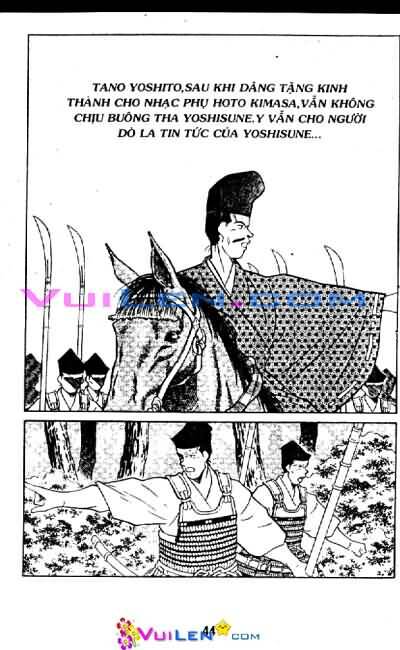 TANO YOSHITO,SAU KHI DÂNG TẶNG KINH
THÀNH CHO NHẠC PHỤ HOTO KIMASA,VẪN KHÔNG
CHỊU BUÔNG THA YOSHISUNE.Y VẪN CHO NGƯỜI
DÒ LA TIN TỨC CỦA YOSHISUNE...
VUILEN.COM
44
VUILEN.COM